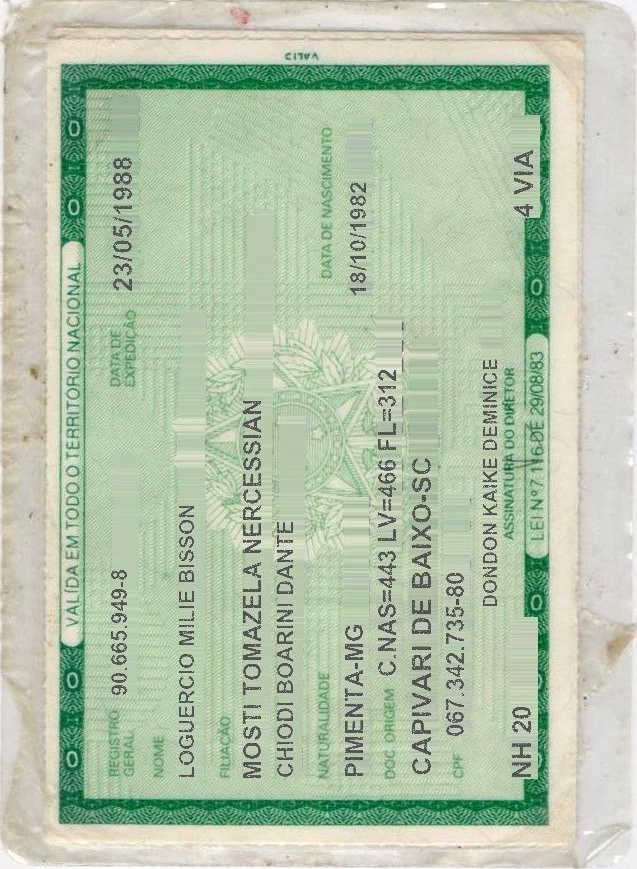 VALIDA EM TODO O TERRITORIO NACIONAL
REGISTRO GERAL 90.665.949-8 DATA DE EXPEDIÇÃO 23/05/1988
NOME
LOGUERCIO MILIE BISSON
FILIAÇÃO
MOSTI TOMAZELA NERCESSIAN
CHIODI BOARINI DANTE
NATURALIDADE DATA DE NASCIMENTO
PIMENTA-MG 18/10/1982
DOC ORIGEM C.NAS=443 LV=466 FL=312
CAPIVARI DE BAIXO-SC
CPF 067.342.735-80
DONDON KAIKE DEMINICE
ASSINATURA DO DIRETOR
NH 20 4 VIA
LEI Nº 7.116 DE 29/08/83